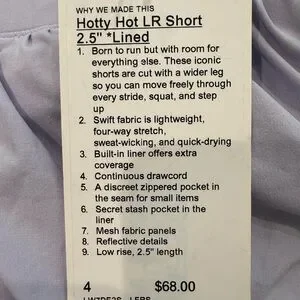 WHY WE MADE THIS
Hotty Hot LR Short
2.5" *Lined
1. Born to run but with room for
everything else. These iconic
shorts are cut with a wider leg
so you can move freely through
every stride, squat, and step
up
2. Swift fabric is lightweight,
four-way stretch,
sweat-wicking, and quick-drying
3. Built-in liner offers extra
coverage
4. Continuous drawcord
5. A discreet zippered pocket in
the seam for small items
6. Secret stash pocket in the
liner
7. Mesh fabric panels
8. Reflective details
9. Low rise, 2.5" length
4 $68.00